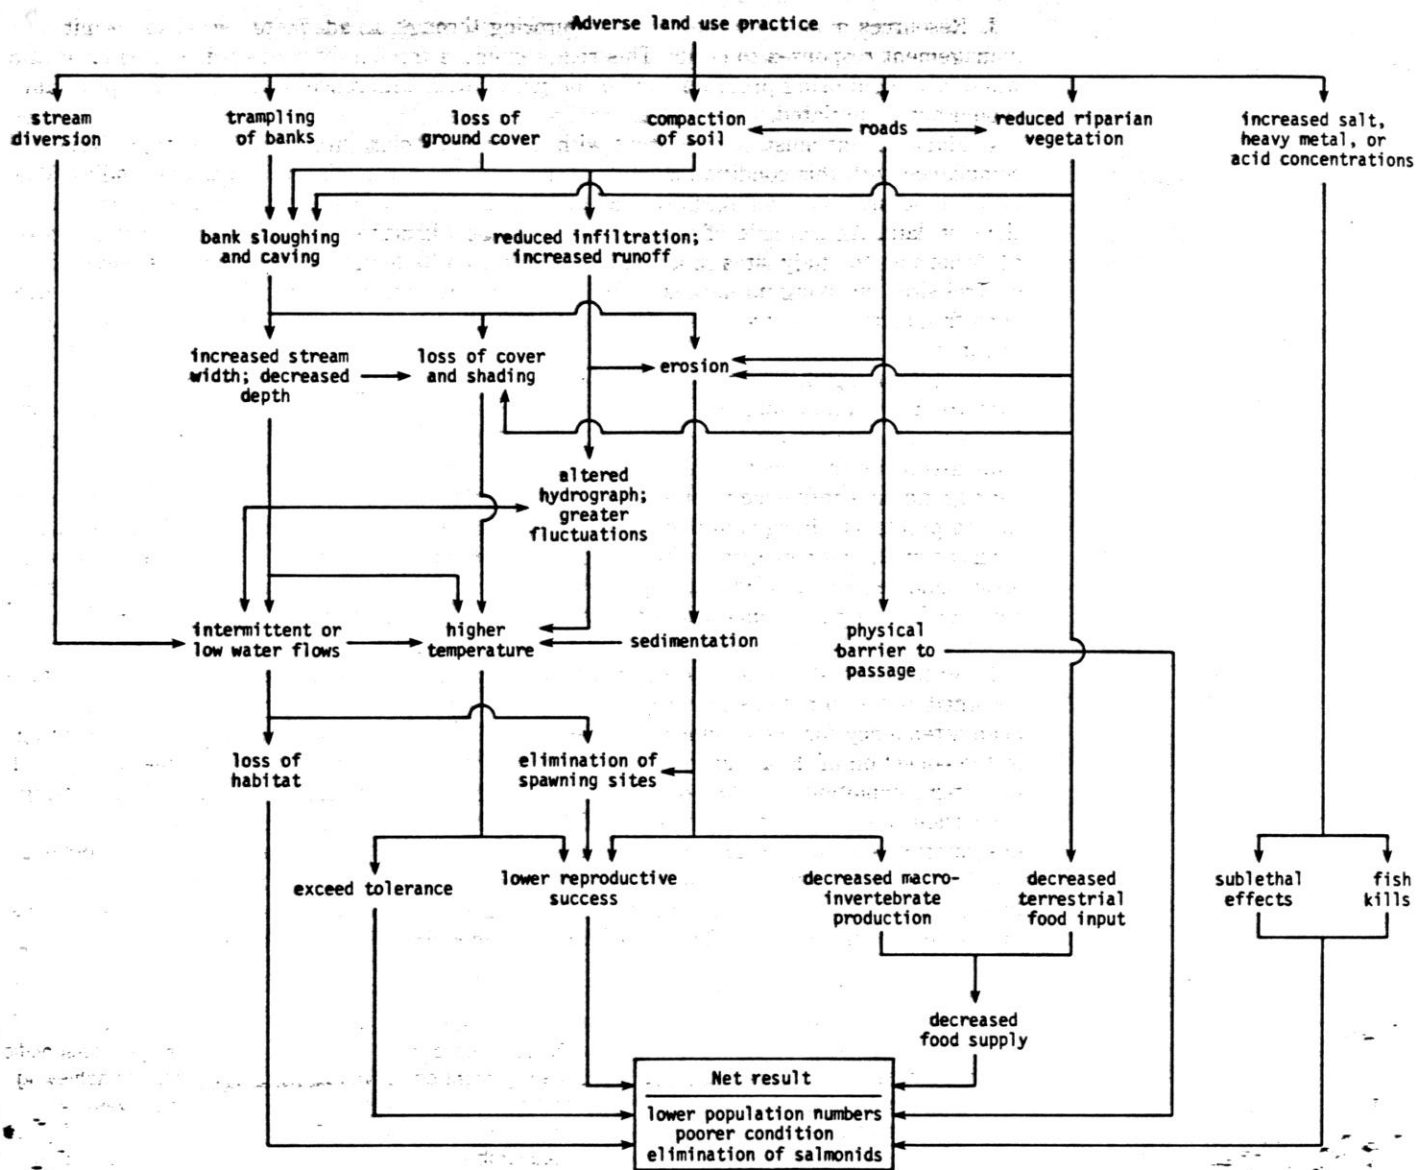 Adverse land use practice
stream
diversion
trampling
of banks
loss of
ground cover
compaction
of soil
roads
reduced riparian
vegetation
increased salt,
heavy metal, or
acid concentrations
bank sloughing
and caving
reduced infiltration;
increased runoff
increased stream
width; decreased
depth
loss of cover
and shading
erosion
altered
hydrograph;
greater
fluctuations
intermittent or
low water flows
higher
temperature
sedimentation
physical
barrier to
passage
loss of
habitat
elimination of
spawning sites
exceed tolerance
lower reproductive
success
decreased macro-
invertebrate
production
decreased
terrestrial
food input
sublethal
effects
fish
kills
decreased
food supply
Net result
lower population numbers
poorer condition
elimination of salmonids